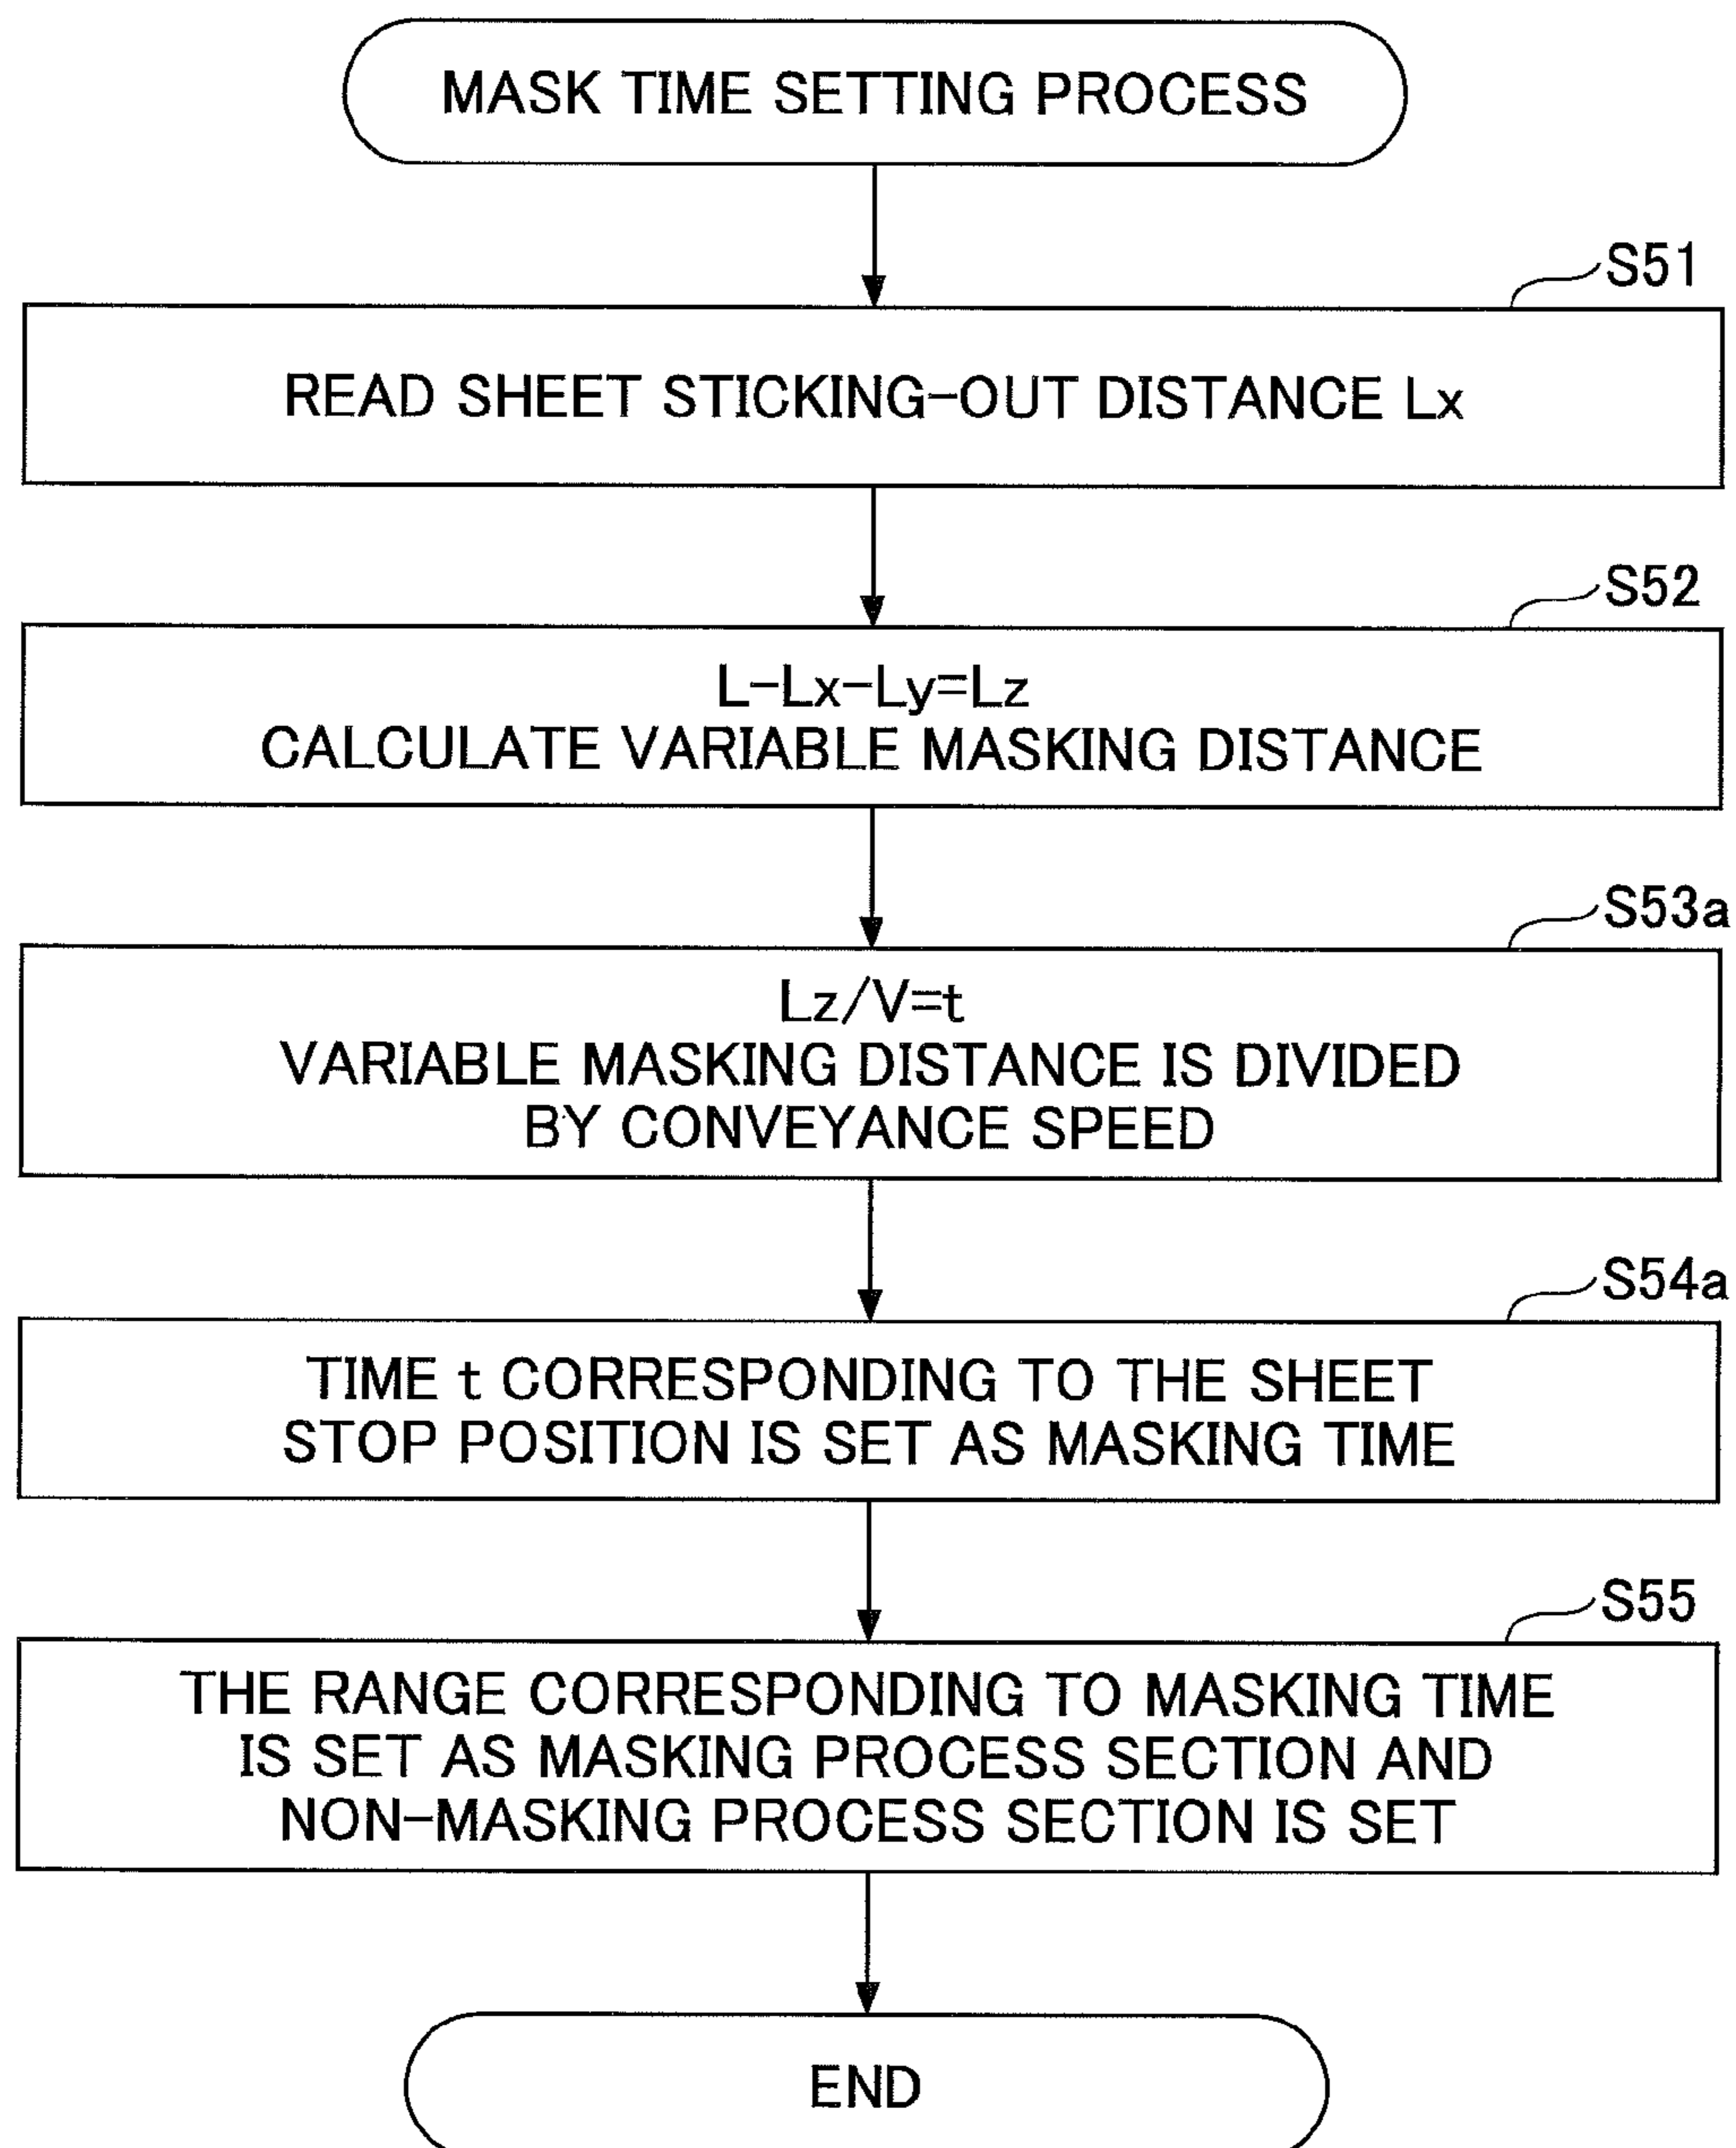 MASK TIME SETTING PROCESS
S51
READ SHEET STICKING-OUT DISTANCE Lx
S52
L-Lx-Ly=Lz
CALCULATE VARIABLE MASKING DISTANCE
S53a
Lz/V=t
VARIABLE MASKING DISTANCE IS DIVIDED
BY CONVEYANCE SPEED
S54a
TIME t CORRESPONDING TO THE SHEET
STOP POSITION IS SET AS MASKING TIME
S55
THE RANGE CORRESPONDING TO MASKING TIME
IS SET AS MASKING PROCESS SECTION AND
NON-MASKING PROCESS SECTION IS SET
END